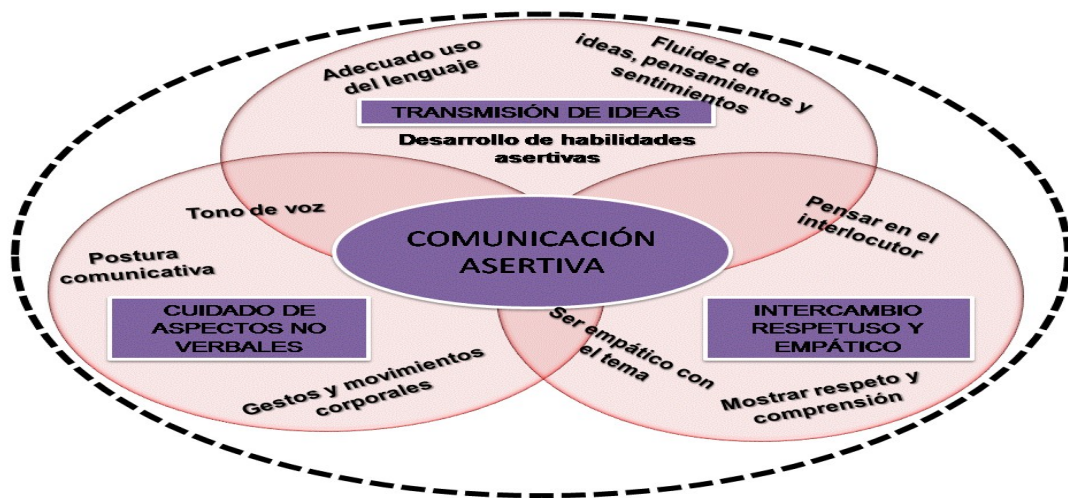 Adecuado uso
del lenguaje
Fluidez de
ideas, pensamientos y
sentimientos
TRANSMISIÓN DE IDEAS
Desarrollo de habilidades
asertivas
Tono de voz
Postura
comunicativa
CUIDADO DE
ASPECTOS NO
VERBALES
Gestos y movimientos
corporales
COMUNICACIÓN
ASERTIVA
Pensar en el
interlocutor
INTERCAMBIO
RESPETUSO Y
EMPÁTICO
Ser empático con
el tema
Mostrar respeto y
comprensión